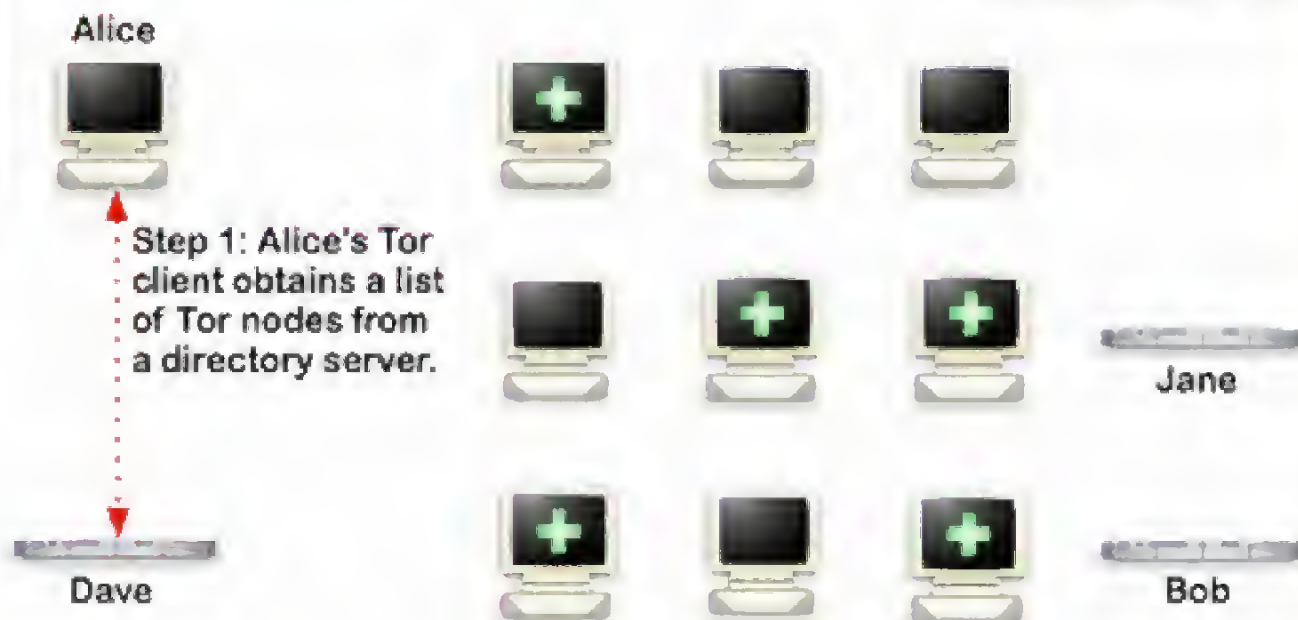 Alice
Step 1: Alice's Tor
client obtains a list
of Tor nodes from
a directory server.
Jane
Dave
Bob